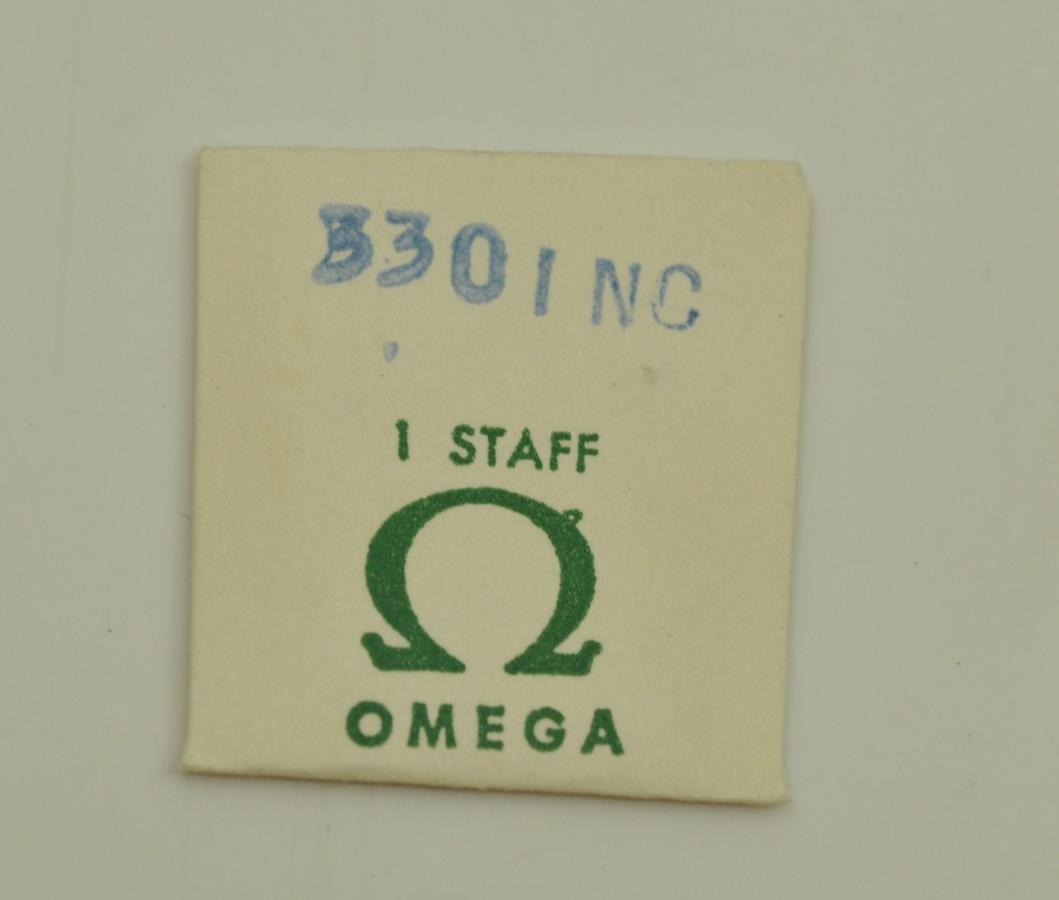 330 I NC
1 STAFF
Ω
OMEGA